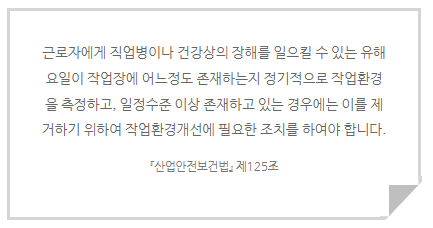 근로자에게 직업병이나 건강상의 장해를 일으킬 수 있는 유해
요일이 작업장에 어느정도 존재하는지 정기적으로 작업환경
을 측정하고, 일정수준 이상 존재하고 있는 경우에는 이를 제
거하기 위하여 작업환경개선에 필요한 조치를 하여야 합니다.
『산업안전보건법』 제125조